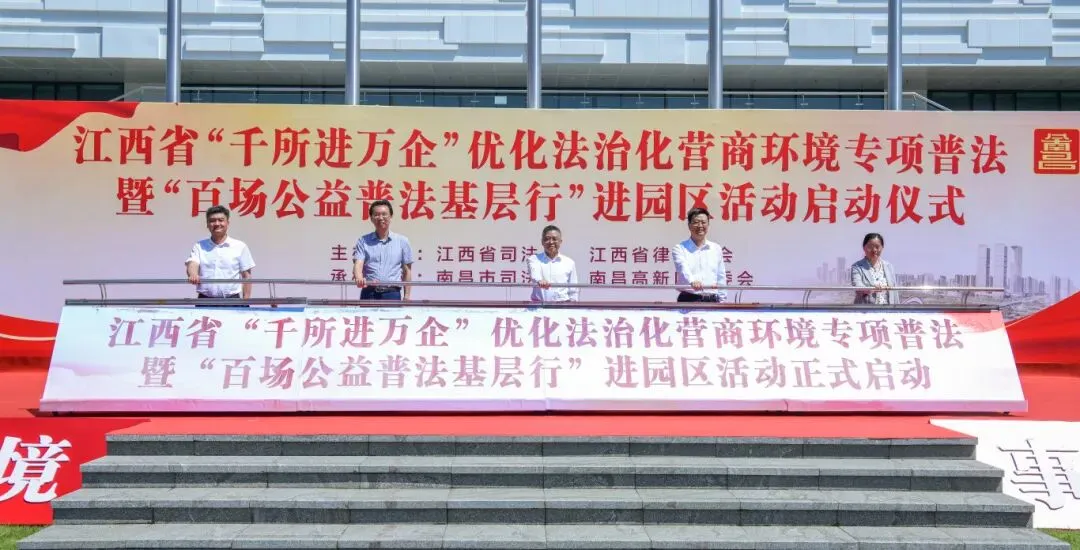 江西省“千所进万企”优化法治化营商环境专项普法
暨“百场公益普法基层行”进园区活动启动仪式
主 : 江西省司法 江西省律 会
承 : 南昌市司法 南昌高新 委会
江西省“千所进万企”优化法治化营商环境专项普法
暨“百场公益普法基层行”进园区活动正式启动
境
事